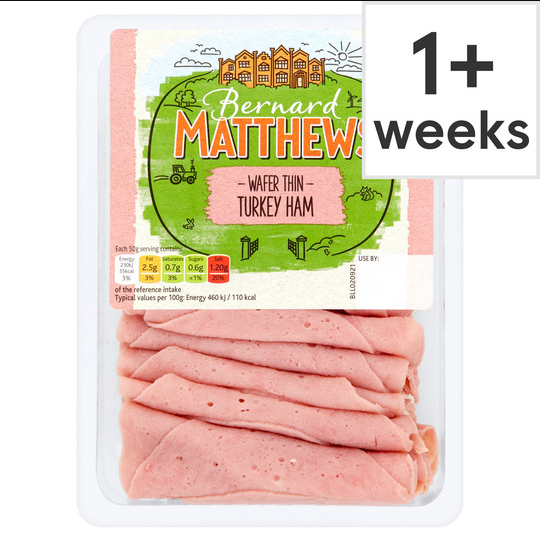 1+
weeks
Bernard
MATTHEWS
WAFER THIN
TURKEY HAM
Each 50g serving contains
Energy Fat Saturates Sugars Salt
230kJ 55kcal 2.5g 0.7g 0.6g 1.20g
3% 3% 3% <1% 20%
of the reference intake
Typical values per 100g: Energy 460 kJ / 110 kcal
USE BY:
BLL020921